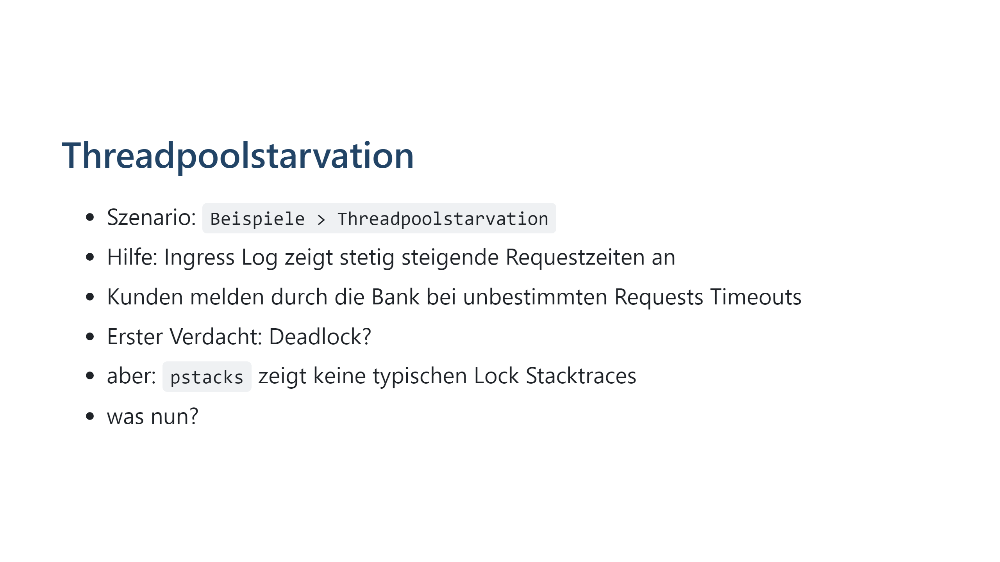 Threadpoolstarvation
Szenario: Beispiele > Threadpoolstarvation
Hilfe: Ingress Log zeigt stetig steigende Requestzeiten an
Kunden melden durch die Bank bei unbestimmten Requests Timeouts
Erster Verdacht: Deadlock?
aber: pstacks zeigt keine typischen Lock Stacktraces
was nun?